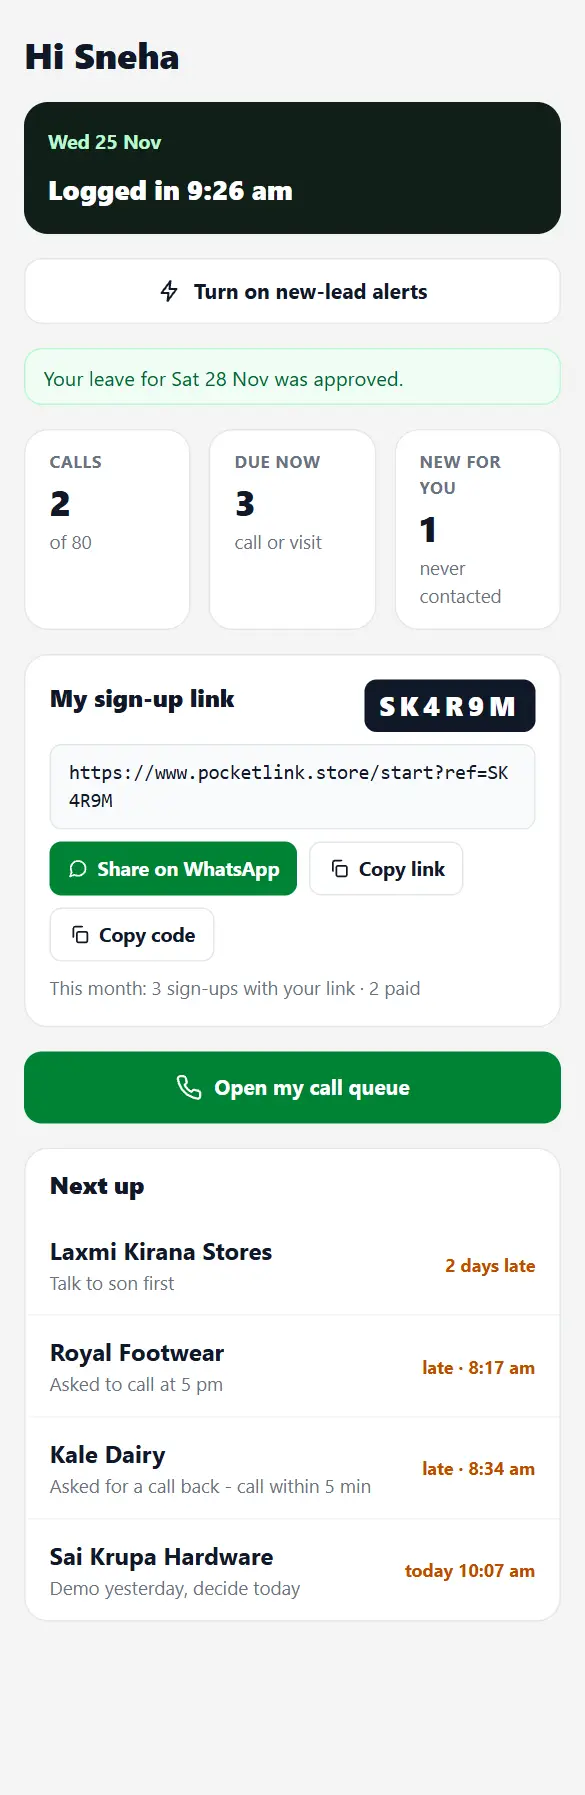 Hi Sneha
Wed 25 Nov
Logged in 9:26 am
Turn on new-lead alerts
Your leave for Sat 28 Nov was approved.
CALLS
2
of 80
DUE NOW
3
call or visit
NEW FOR
YOU
1
never
contacted
My sign-up link
SK4R9M
https://www.pocketlink.store/start?ref=SK
4R9M
Share on WhatsApp
Copy link
Copy code
This month: 3 sign-ups with your link · 2 paid
Open my call queue
Next up
Laxmi Kirana Stores
Talk to son first
2 days late
Royal Footwear
Asked to call at 5 pm
late · 8:17 am
Kale Dairy
Asked for a call back - call within 5 min
late · 8:34 am
Sai Krupa Hardware
Demo yesterday, decide today
today 10:07 am